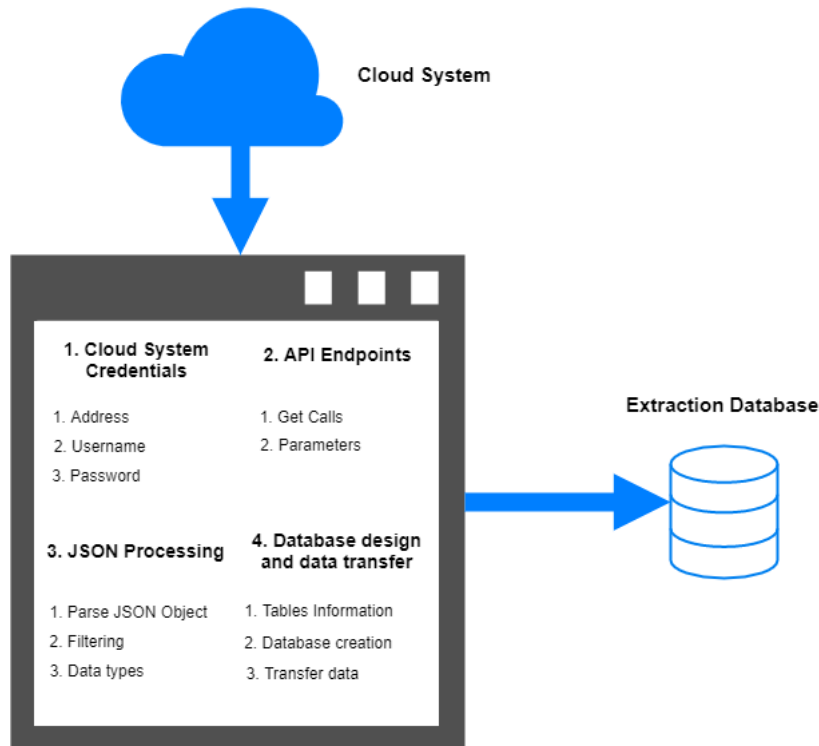 Cloud System
1. Cloud System
Credentials
1. Address
2. Username
3. Password
2. API Endpoints
1. Get Calls
2. Parameters
3. JSON Processing
1. Parse JSON Object
2. Filtering
3. Data types
4. Database design
and data transfer
1. Tables Information
2. Database creation
3. Transfer data
Extraction Database